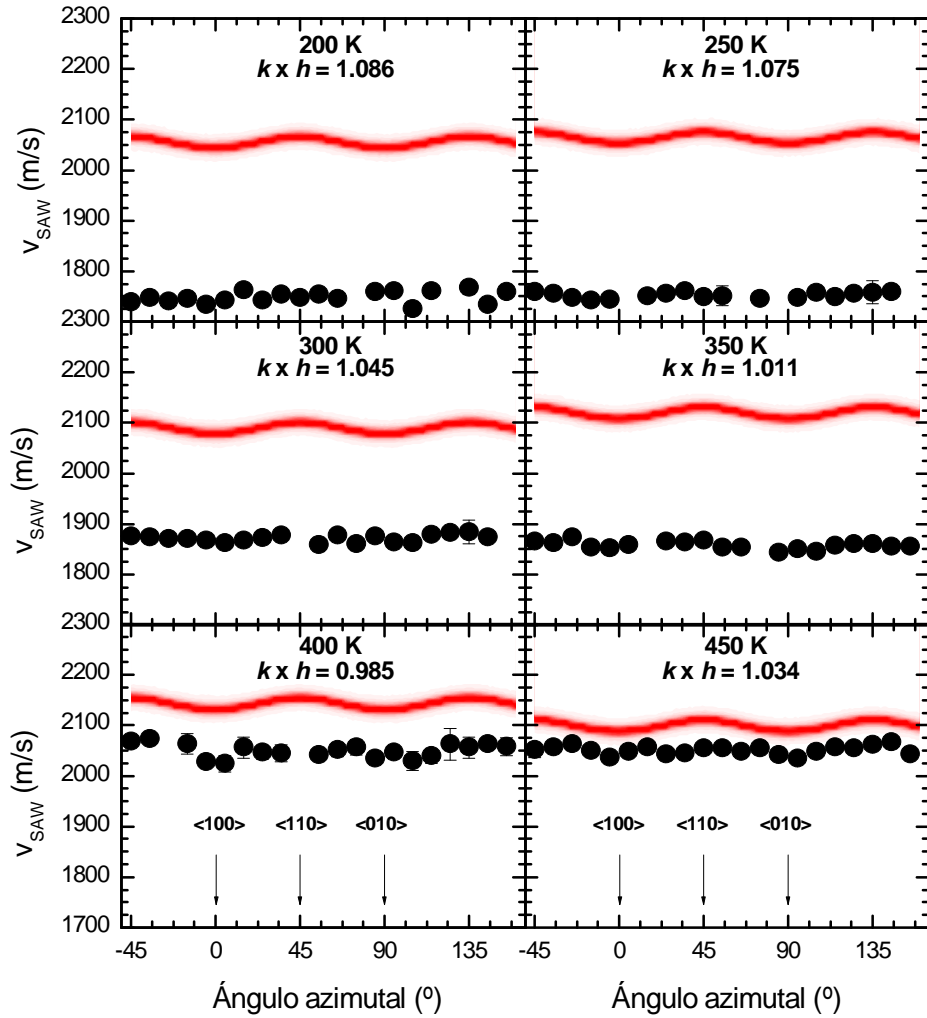 2300
2200
2100
2000
1900
1800
v_SAW (m/s)
200 K
k x h = 1.086
250 K
k x h = 1.075
2300
2200
2100
2000
1900
1800
v_SAW (m/s)
300 K
k x h = 1.045
350 K
k x h = 1.011
2300
2200
2100
2000
1900
1800
1700
v_SAW (m/s)
400 K
k x h = 0.985
<100> <110> <010>
450 K
k x h = 1.034
<100> <110> <010>
-45 0 45 90 135
-45 0 45 90 135
Ángulo azimutal (º)
Ángulo azimutal (º)